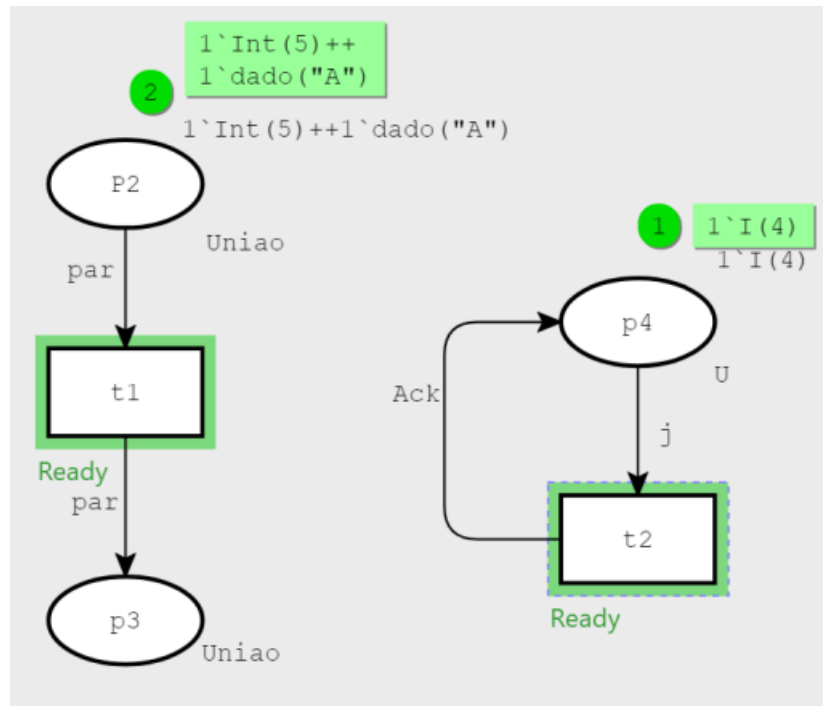 1`Int(5)++
1`dado("A")
2
1`Int(5)++1`dado("A")
P2
Uniao
par
t1
Ready
par
p3
Uniao
1
1`I(4)
1`I(4)
p4
U
Ack
j
t2
Ready